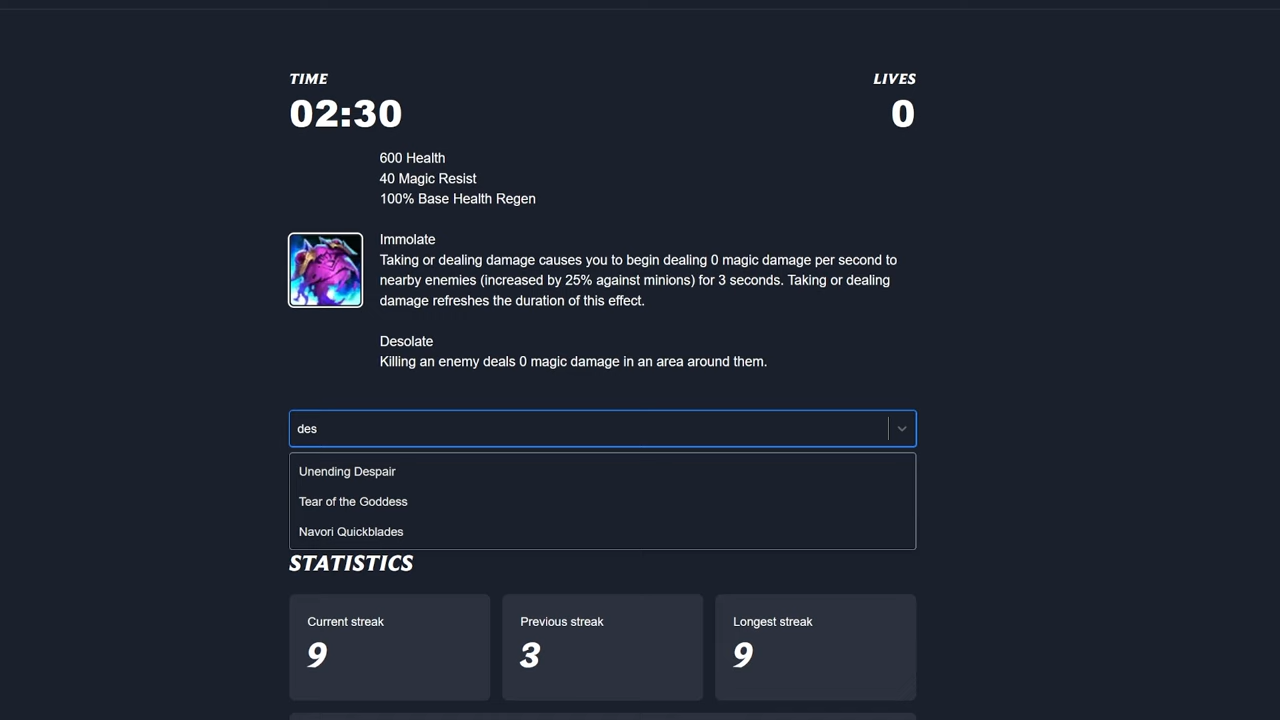 TIME
LIVES
02:30
0
600 Health
40 Magic Resist
100% Base Health Regen
Immolate
Taking or dealing damage causes you to begin dealing 0 magic damage per second to
nearby enemies (increased by 25% against minions) for 3 seconds. Taking or dealing
damage refreshes the duration of this effect.
Desolate
Killing an enemy deals 0 magic damage in an area around them.
des
Unending Despair
Tear of the Goddess
Navori Quickblades
STATISTICS
Current streak
9
Previous streak
3
Longest streak
9